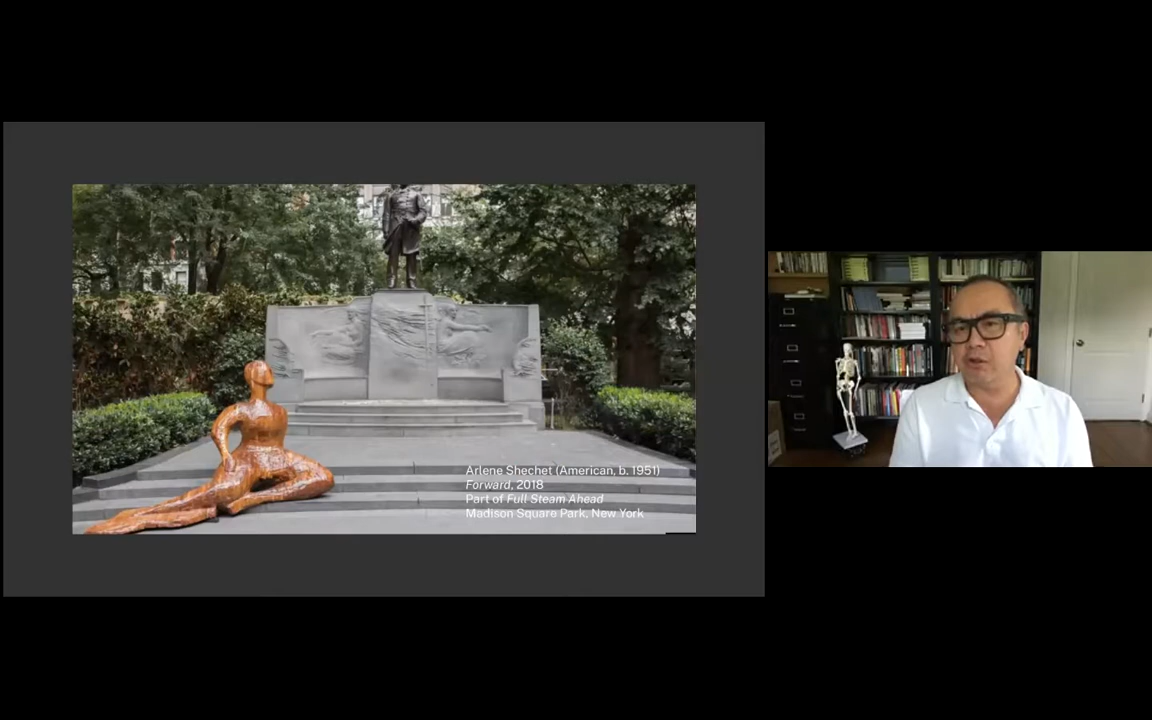 Arlene Shechet (American, b. 1951)
Forward, 2018
Part of Full Steam Ahead
Madison Square Park, New York